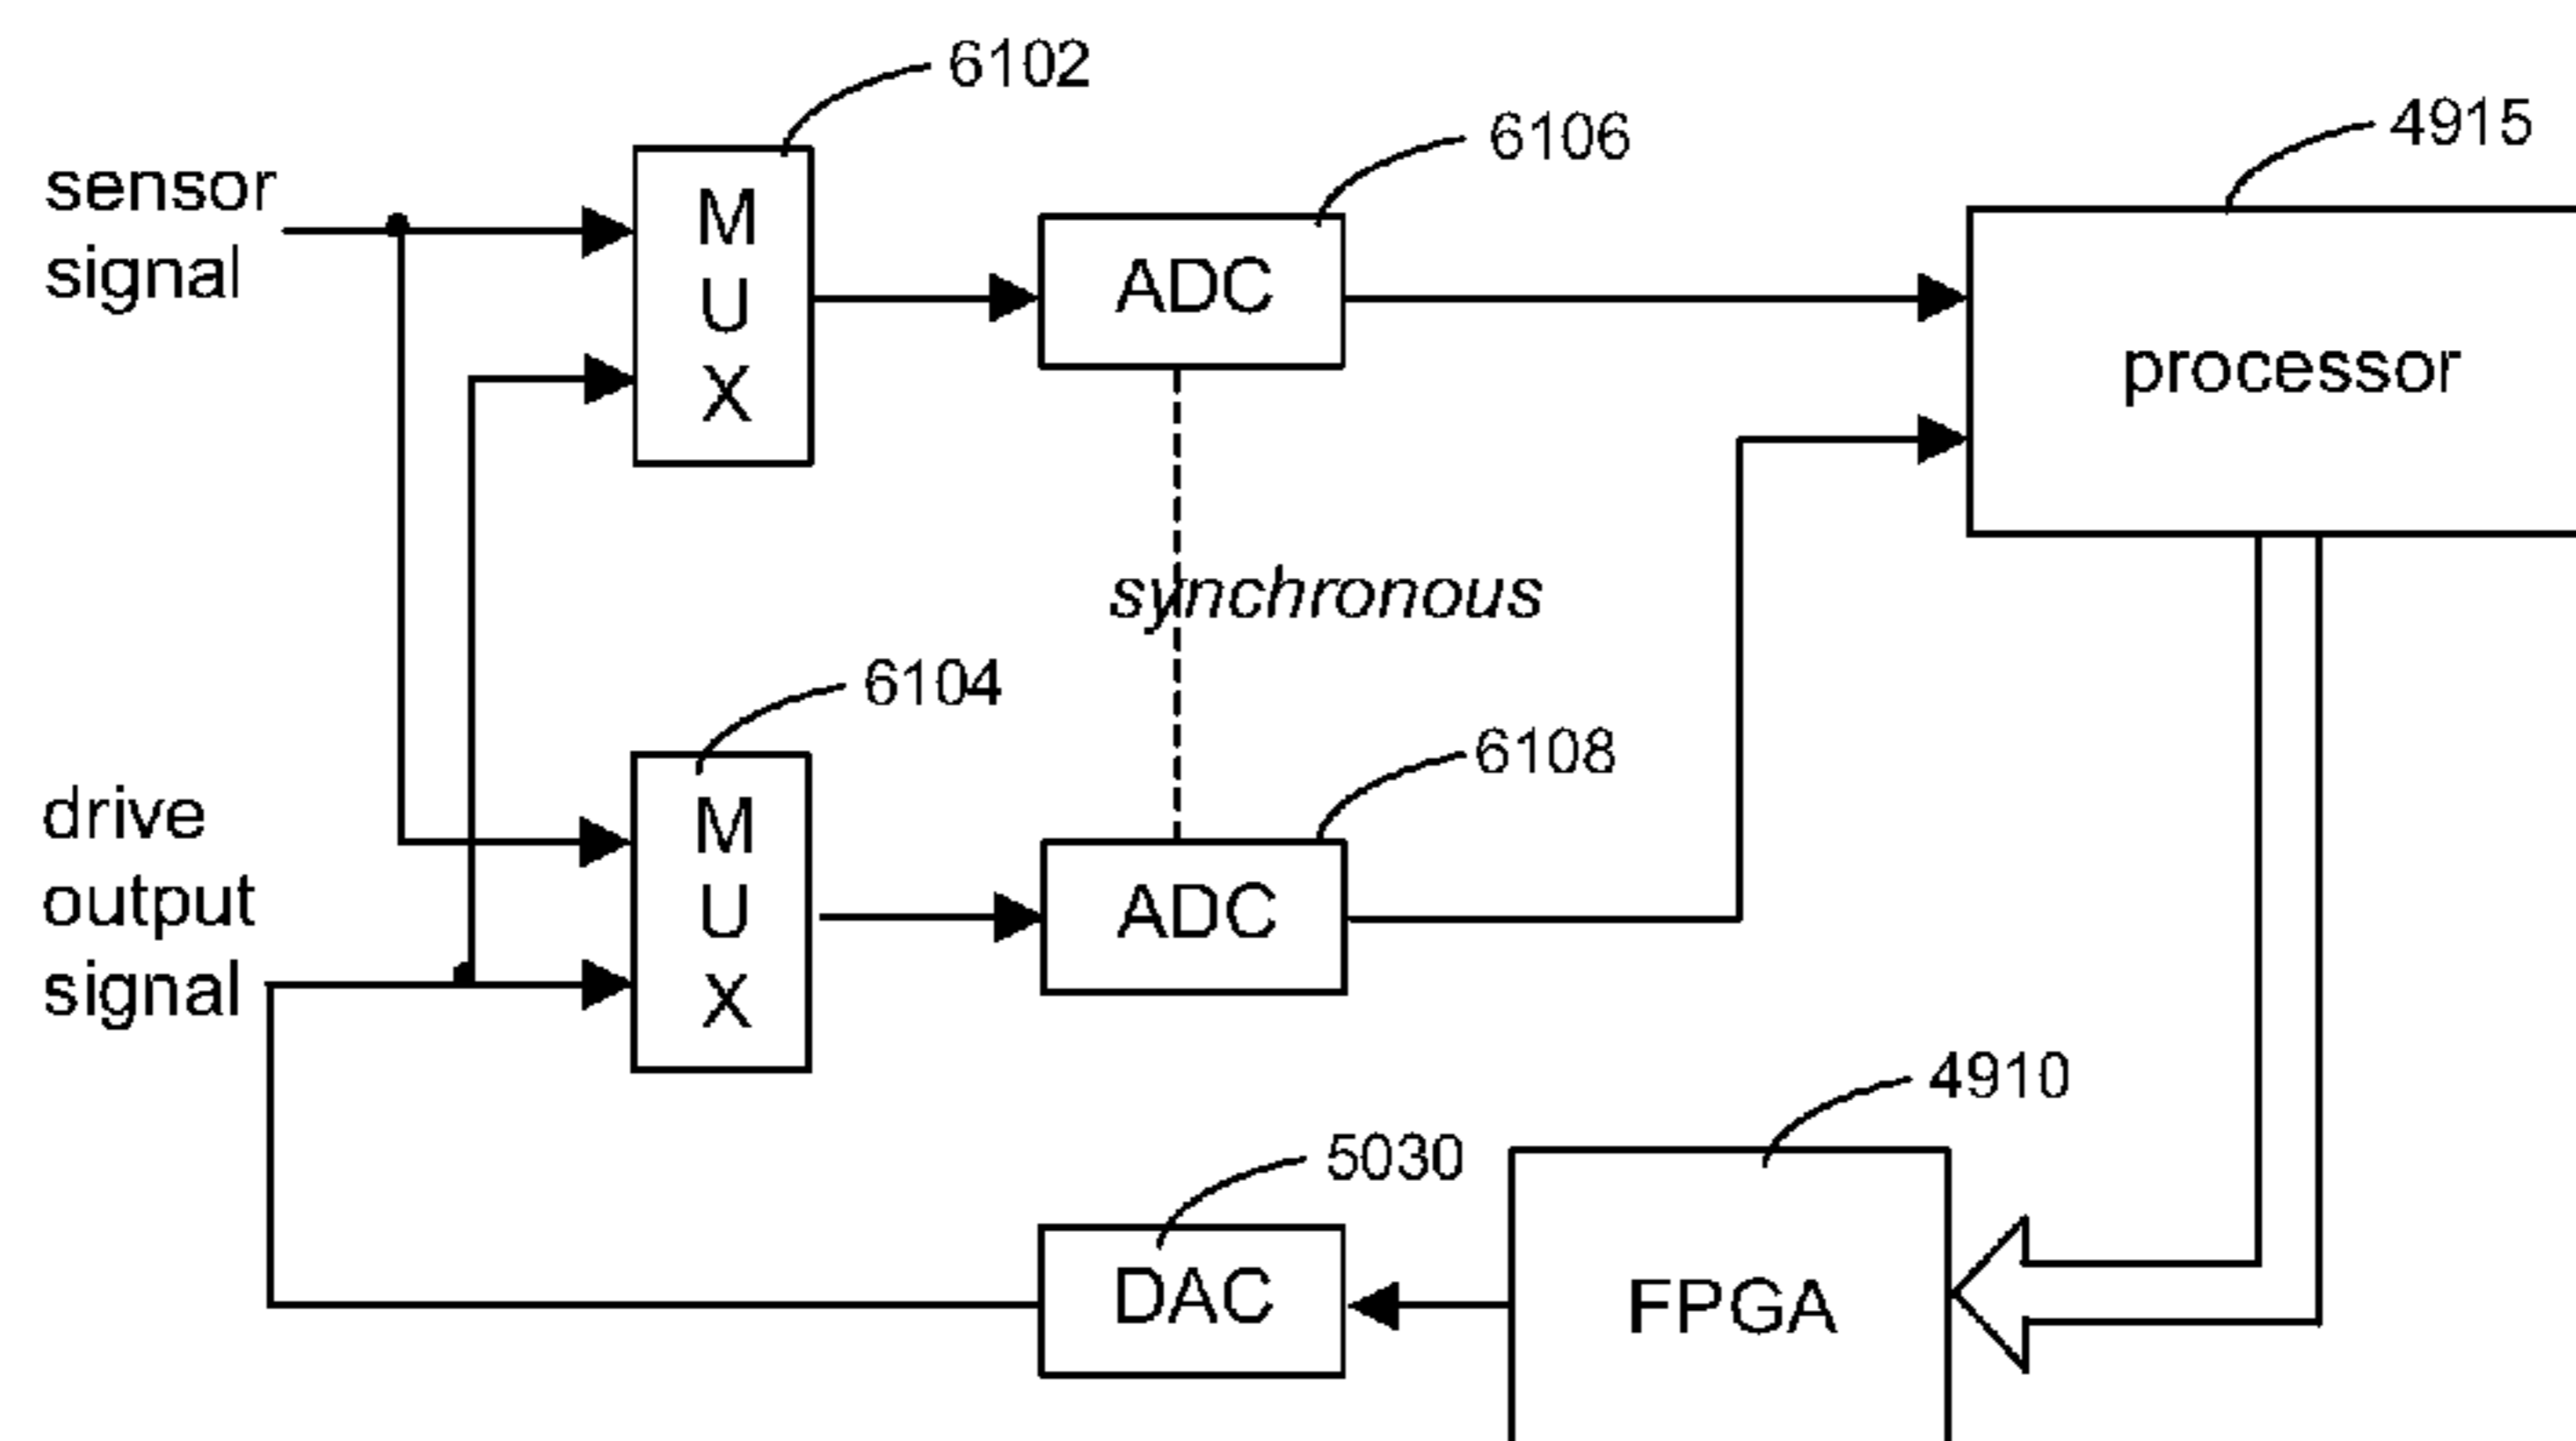 6102
6106
4915
sensor
signal
M
U
X
ADC
processor
synchronous
6104
6108
drive
output
signal
M
U
X
ADC
4910
5030
DAC
FPGA